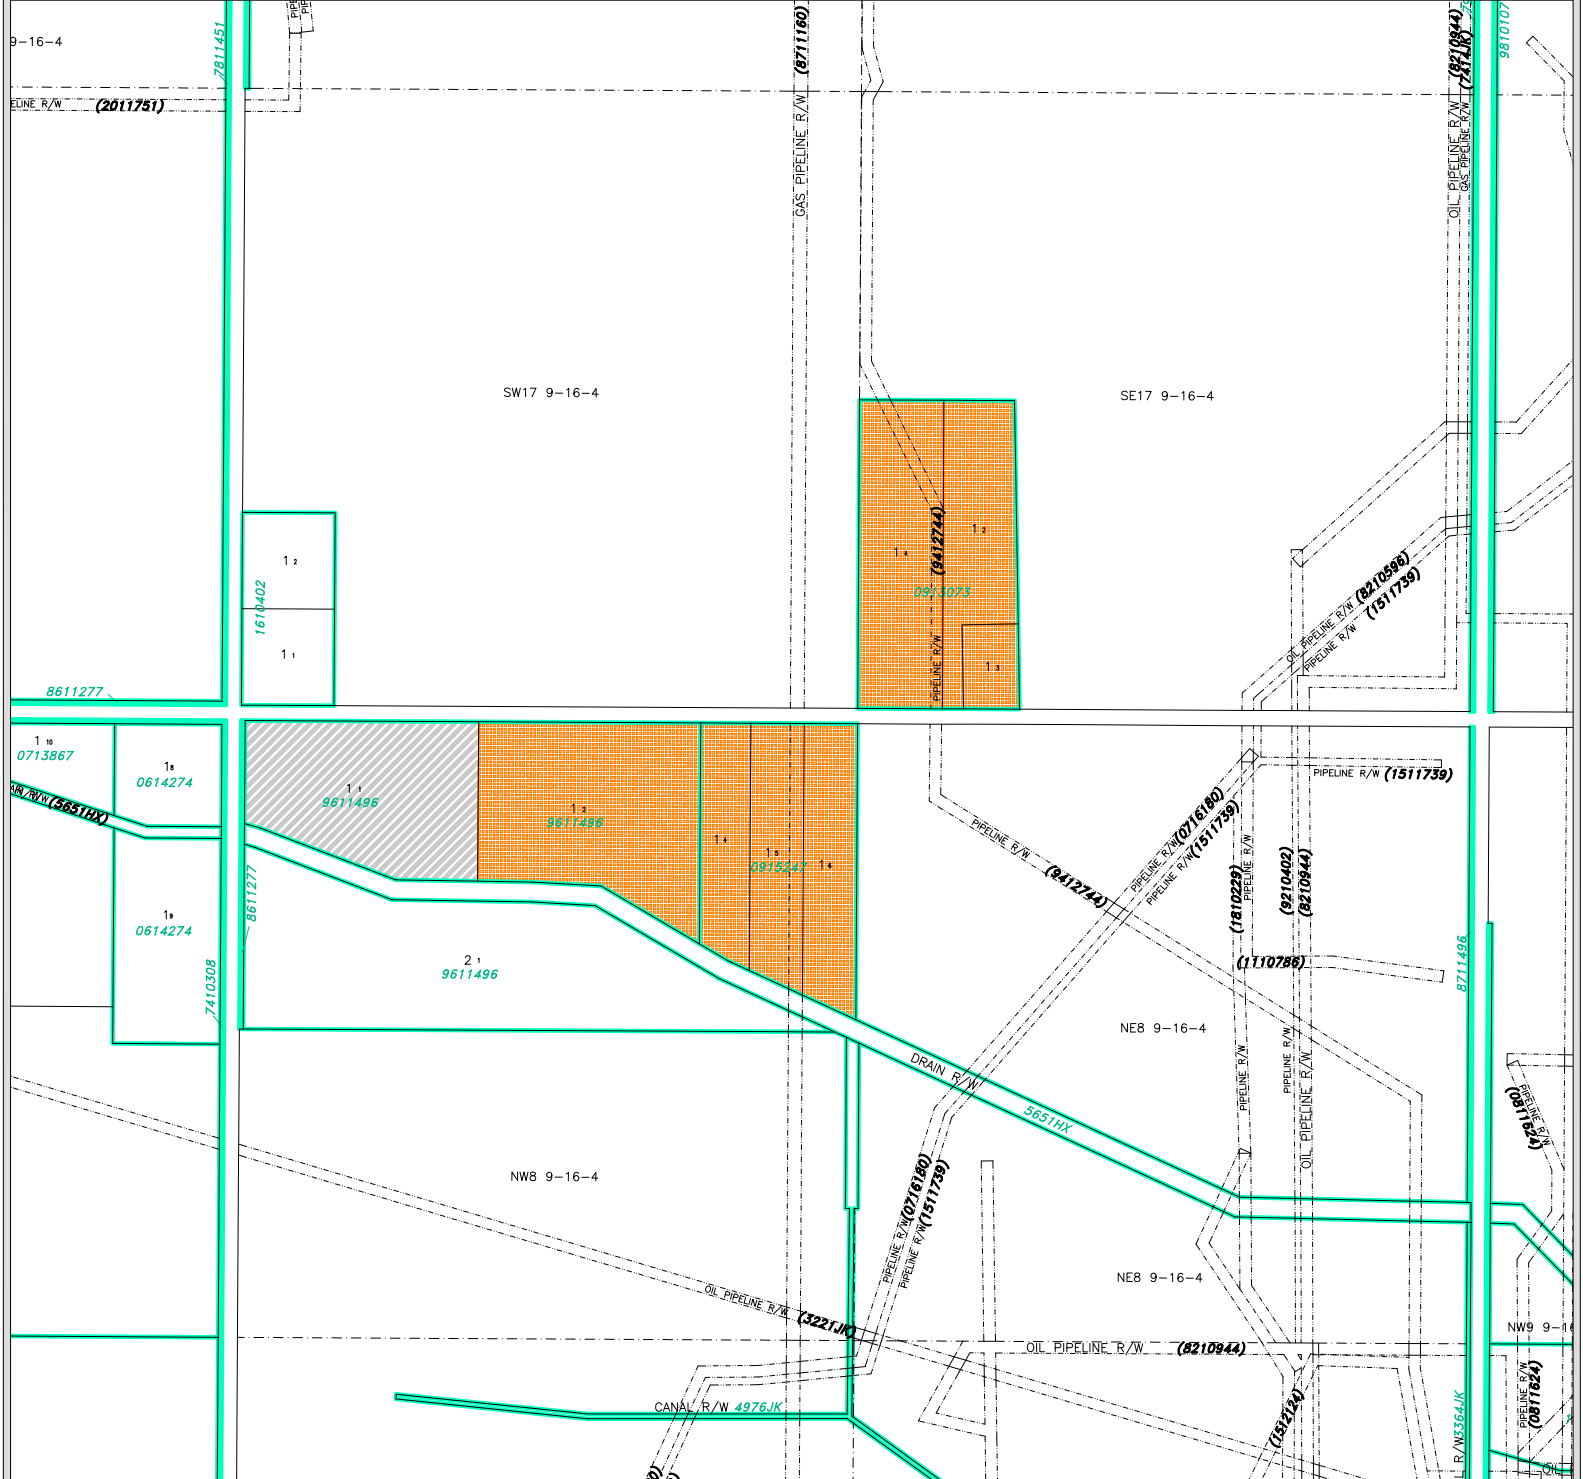 9-16-4
7811451
(8711160)
(8210944)
(7414JK)
9810107
(2011751)
GAS PIPELINE R/W
OIL PIPELINE R/W
GAS PIPELINE R/W
SW17 9-16-4
SE17 9-16-4
1 2
1610402
1 1
1 2
1 4
(9412744)
0913073
PIPELINE R/W
1 3
(8210596)
OIL PIPELINE R/W
(1511739)
PIPELINE R/W
8611277
1 10
0713867
1 8
0614274
(5651HX)
1 1
9611496
1 2
9611496
1 4
1 5
0915247
1 6
PIPELINE R/W (1511739)
PIPELINE R/W
(9412744)
PIPELINE R/W (0716180)
PIPELINE R/W (1511739)
(1810229)
PIPELINE R/W
(9210402)
(8210944)
(1110786)
1 9
0614274
8611277
7410308
2 1
9611496
8711496
NE8 9-16-4
DRAIN R/W
5651HX
PIPELINE R/W
PIPELINE R/W
OIL PIPELINE R/W
PIPELINE R/W
(0811624)
NW8 9-16-4
PIPELINE R/W (0716180)
PIPELINE R/W (1511739)
NE8 9-16-4
OIL PIPELINE R/W (3221JK)
OIL PIPELINE R/W (8210944)
NW9 9-16
PIPELINE R/W
(0811624)
CANAL R/W 4976JK
(1512124)
R/W 3364JK
OIL